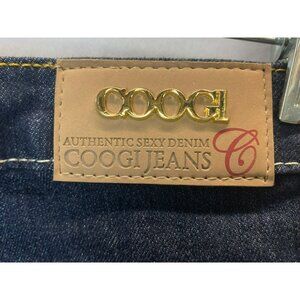 COOGI
AUTHENTIC SEXY DENIM
COOGI JEANS
C